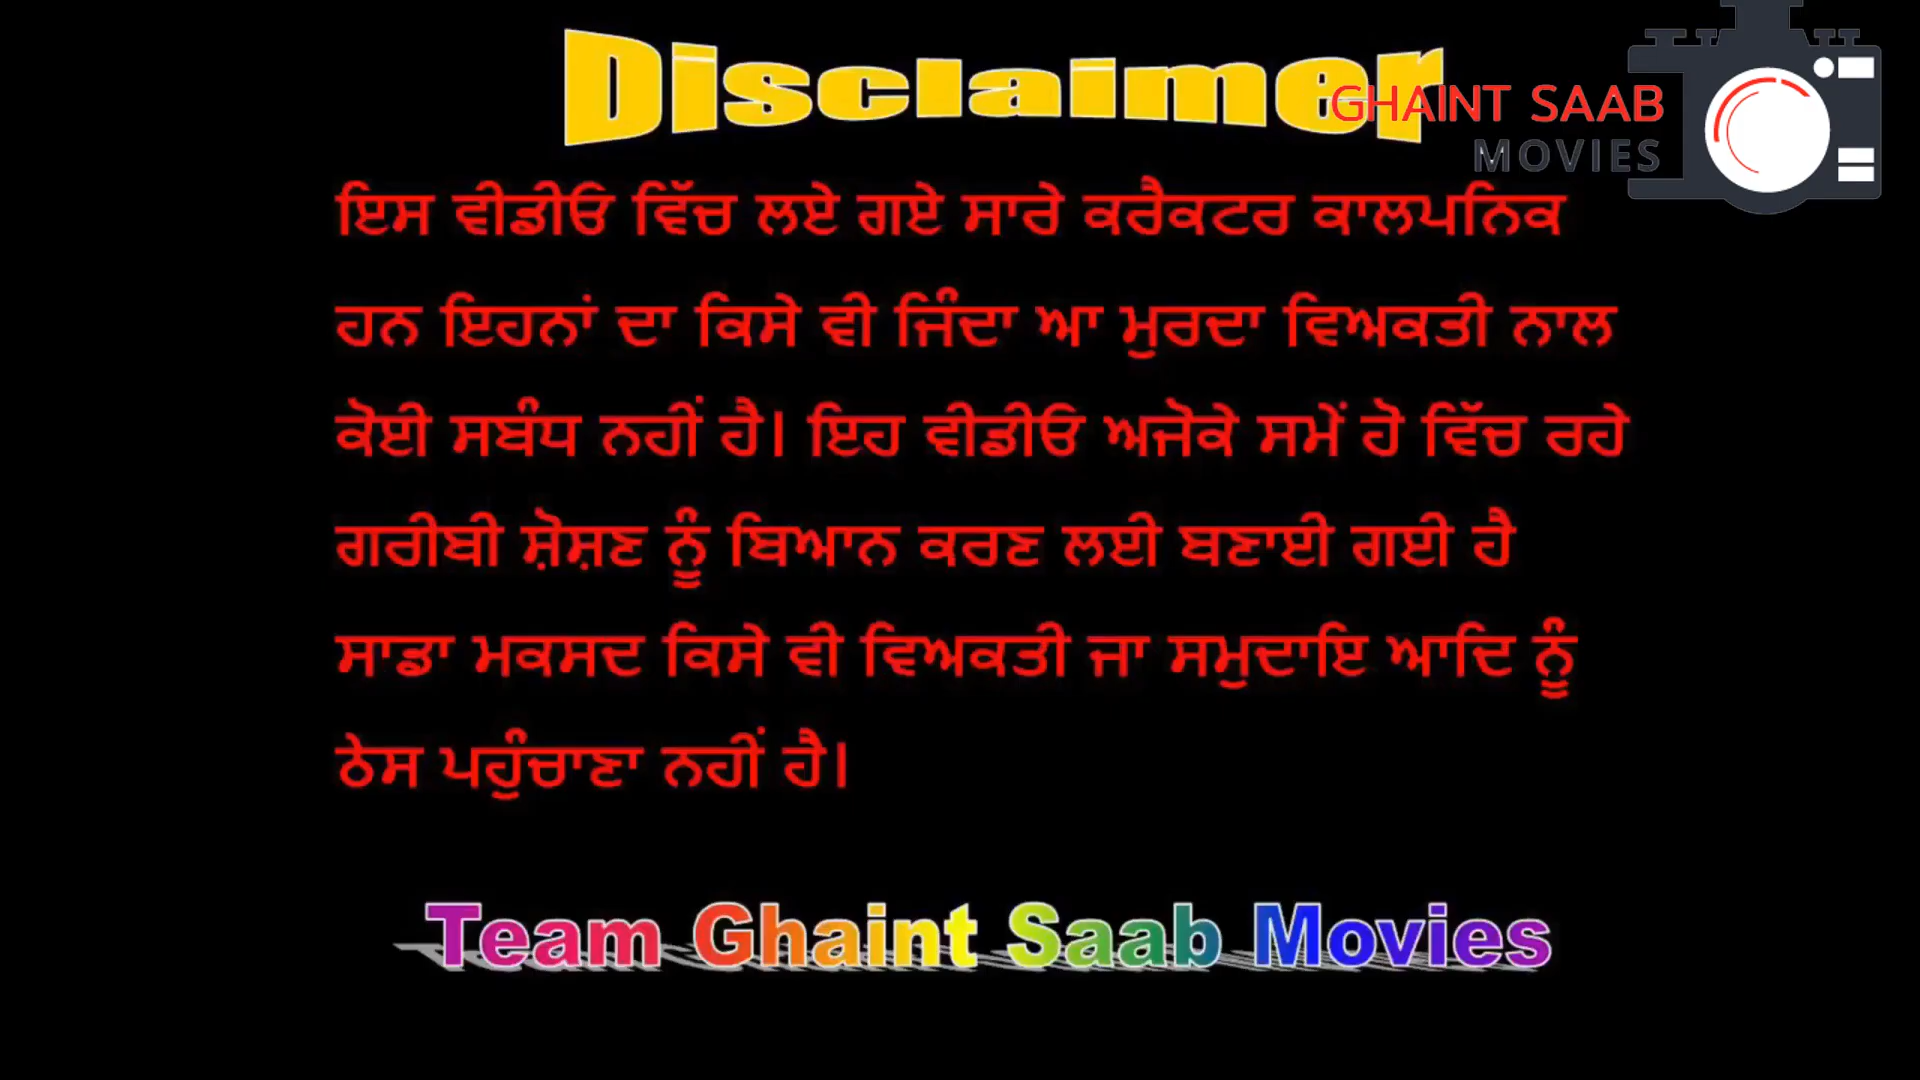 Disclaimer
GHAINT SAAB
MOVIES
ਇਸ ਵੀਡੀਓ ਵਿੱਚ ਲਏ ਗਏ ਸਾਰੇ ਕਰੈਕਟਰ ਕਾਲਪਨਿਕ
ਹਨ ਇਹਨਾਂ ਦਾ ਕਿਸੇ ਵੀ ਜਿੰਦਾ ਆ ਮੁਰਦਾ ਵਿਅਕਤੀ ਨਾਲ
ਕੋਈ ਸਬੰਧ ਨਹੀਂ ਹੈ। ਇਹ ਵੀਡੀਓ ਅਜੋਕੇ ਸਮੇਂ ਹੋ ਵਿੱਚ ਰਹੇ
ਗਰੀਬੀ ਸ਼ੋਸ਼ਣ ਨੂੰ ਬਿਆਨ ਕਰਣ ਲਈ ਬਣਾਈ ਗਈ ਹੈ
ਸਾਡਾ ਮਕਸਦ ਕਿਸੇ ਵੀ ਵਿਅਕਤੀ ਜਾ ਸਮੁਦਾਇ ਆਦਿ ਨੂੰ
ਠੇਸ ਪਹੁੰਚਾਣਾ ਨਹੀਂ ਹੈ।
Team Ghaint Saab Movies